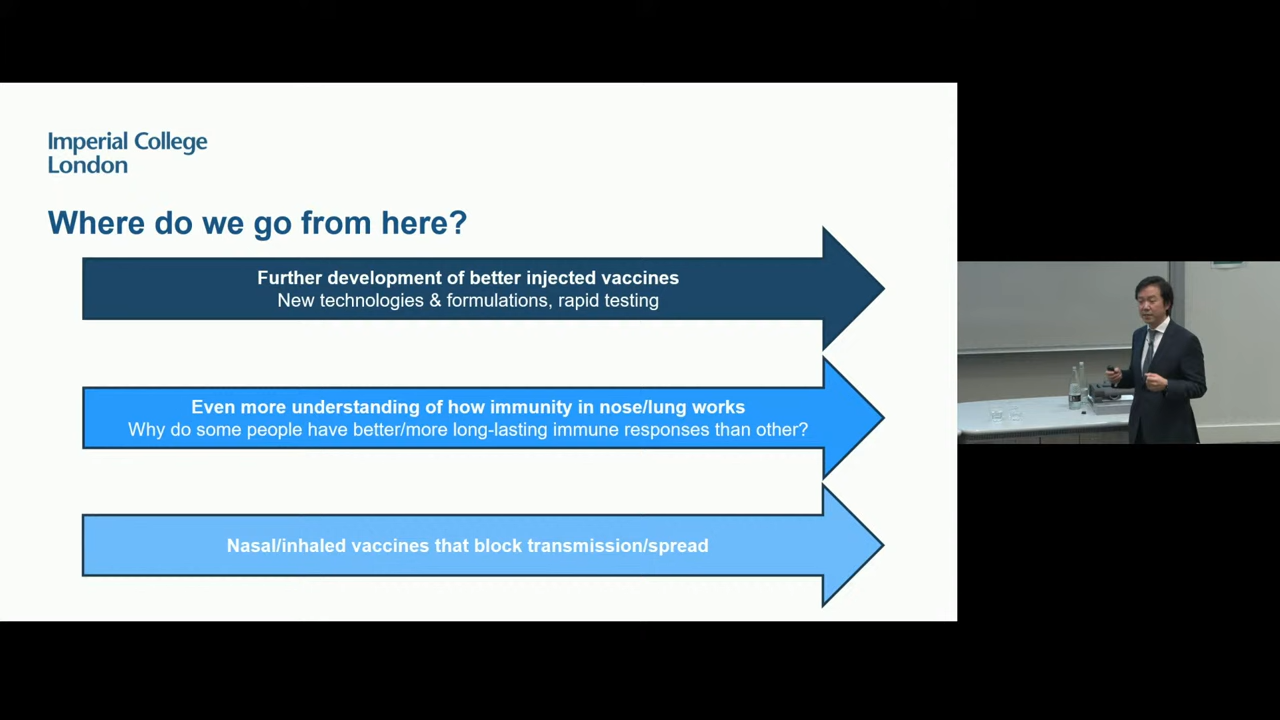 Imperial College
London
Where do we go from here?
Further development of better injected vaccines
New technologies & formulations, rapid testing
Even more understanding of how immunity in nose/lung works
Why do some people have better/more long-lasting immune responses than other?
Nasal/inhaled vaccines that block transmission/spread